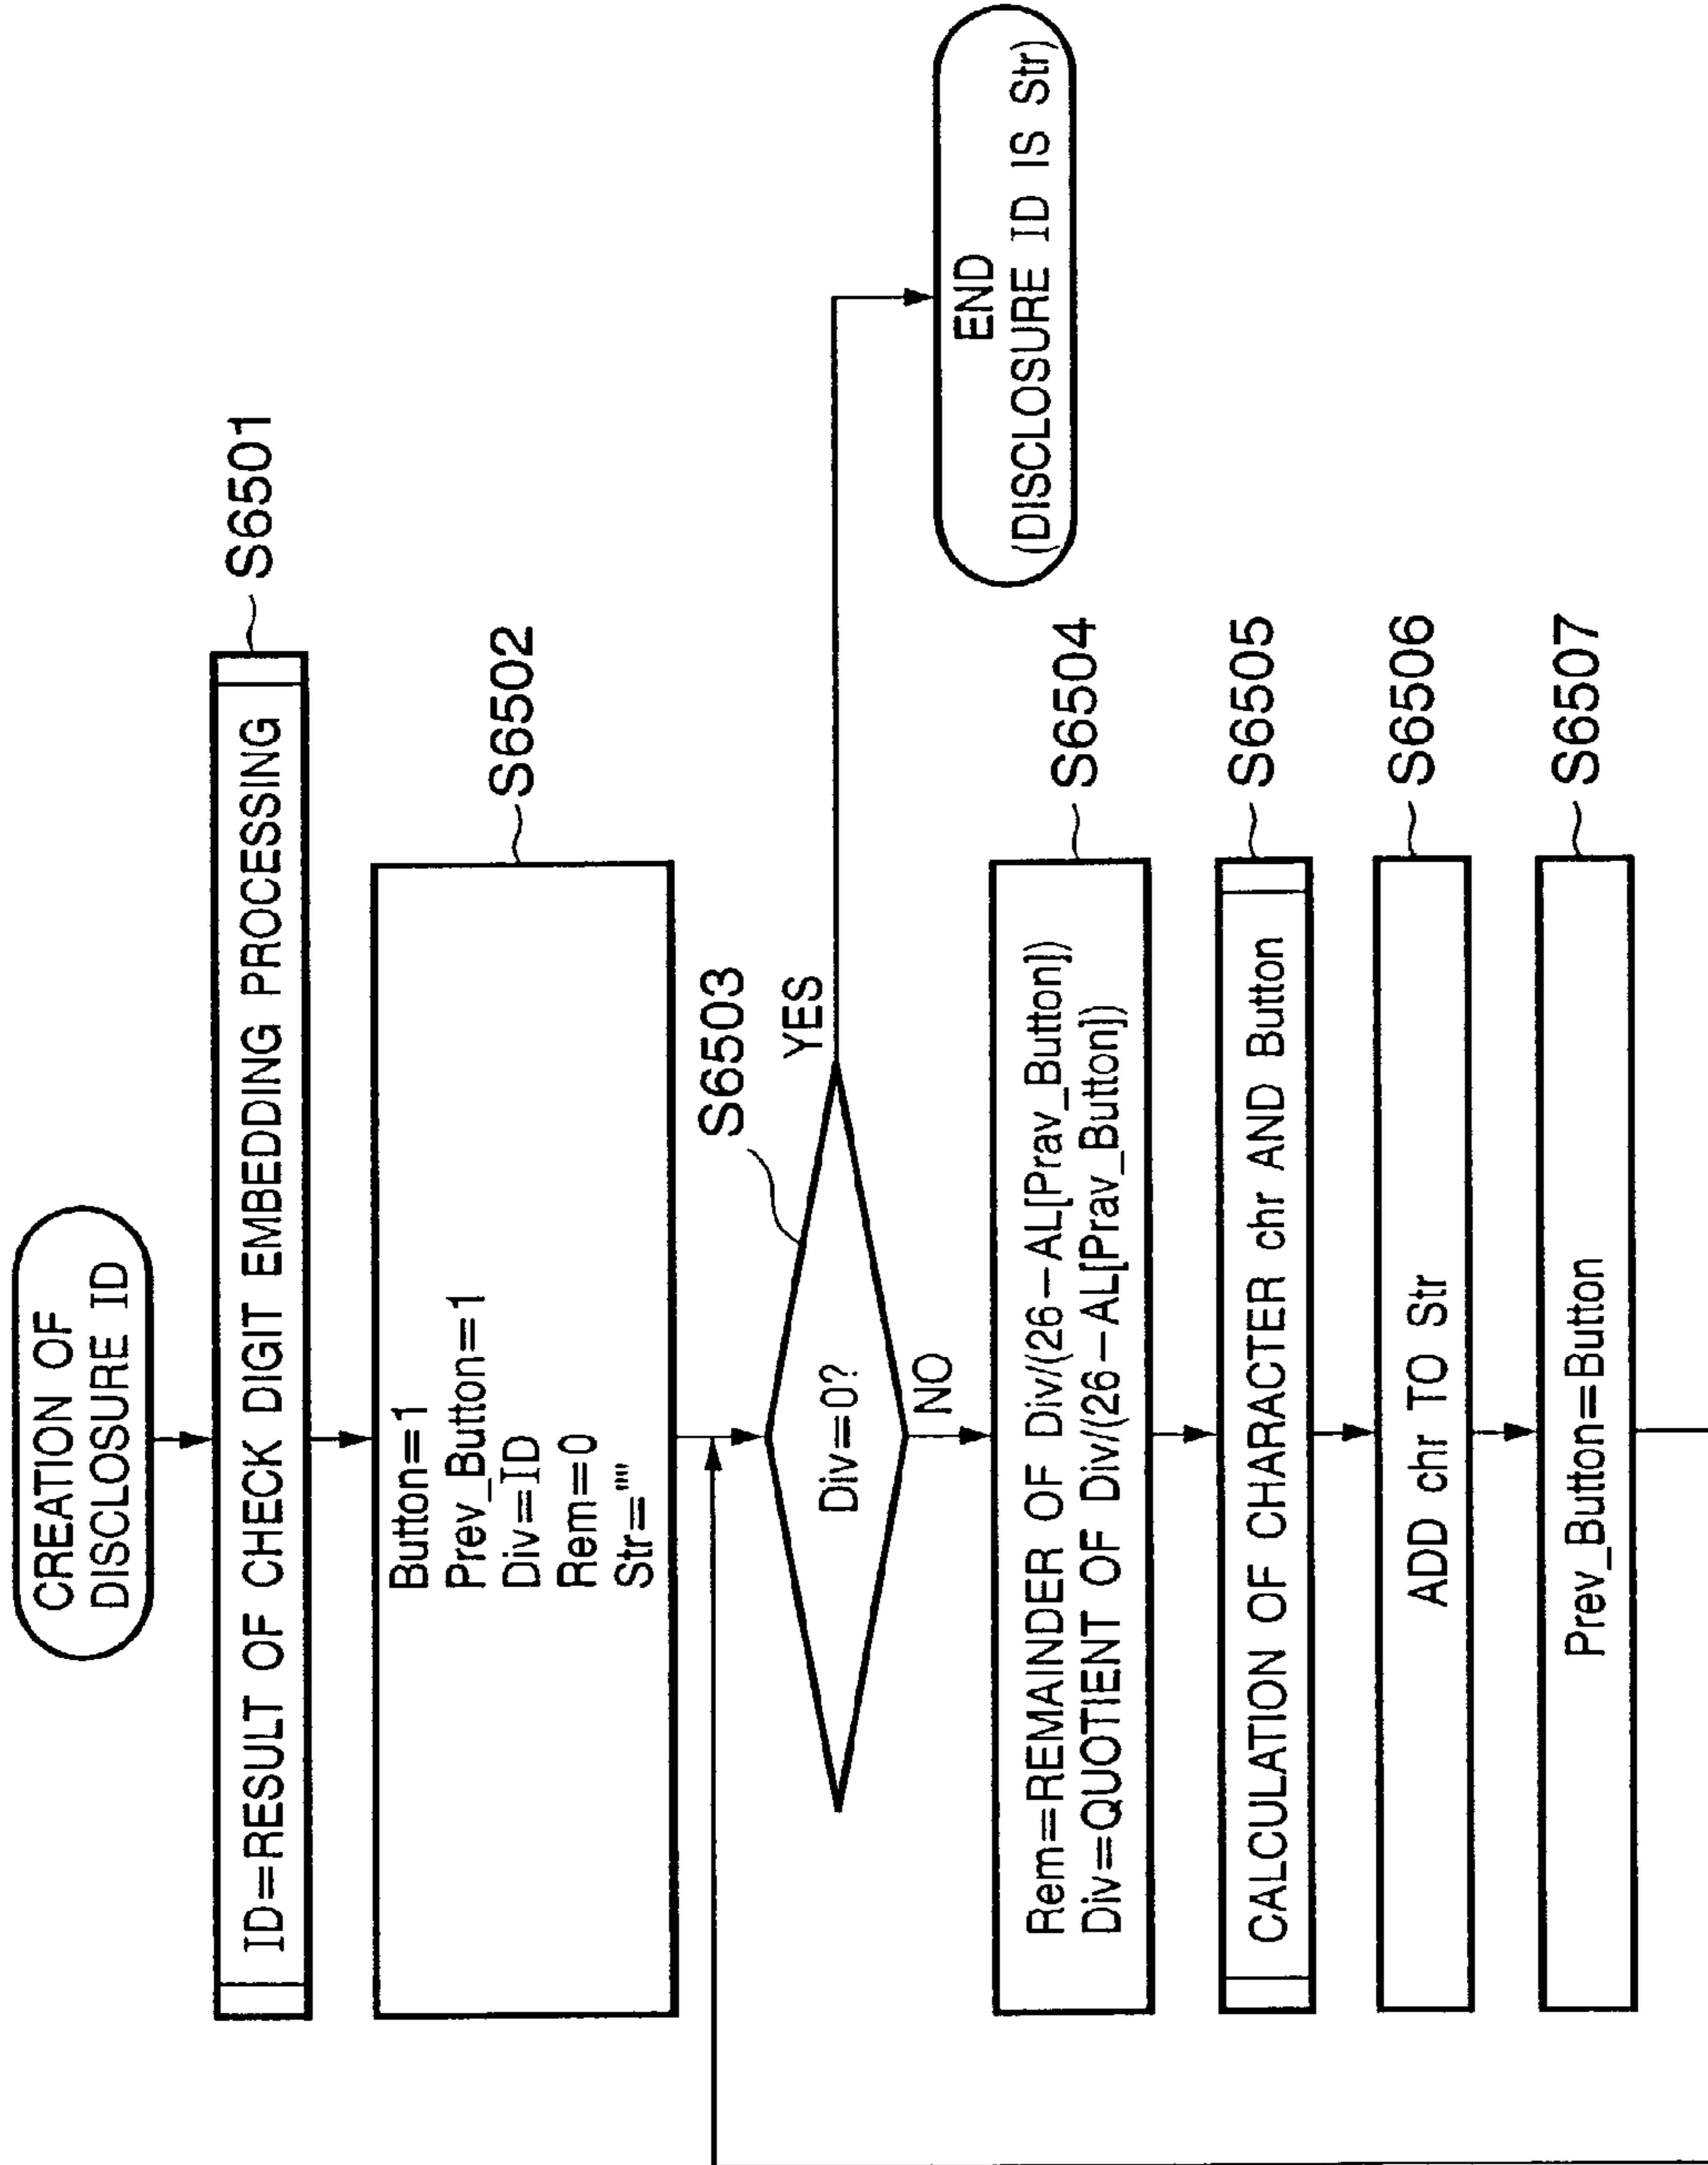 CREATION OF
DISCLOSURE ID
ID=RESULT OF CHECK DIGIT EMBEDDING PROCESSING
S6501
Button=1
Prev_Button=1
Div=ID
Rem=0
Str=""
S6502
S6503
Div=0?
YES
NO
END
(DISCLOSURE ID IS Str)
Rem=REMAINDER OF Div/(26-AL[Prav_Button])
Div=QUOTIENT OF Div/(26-AL[Prav_Button])
S6504
CALCULATION OF CHARACTER chr AND Button
S6505
ADD chr TO Str
S6506
Prev_Button=Button
S6507